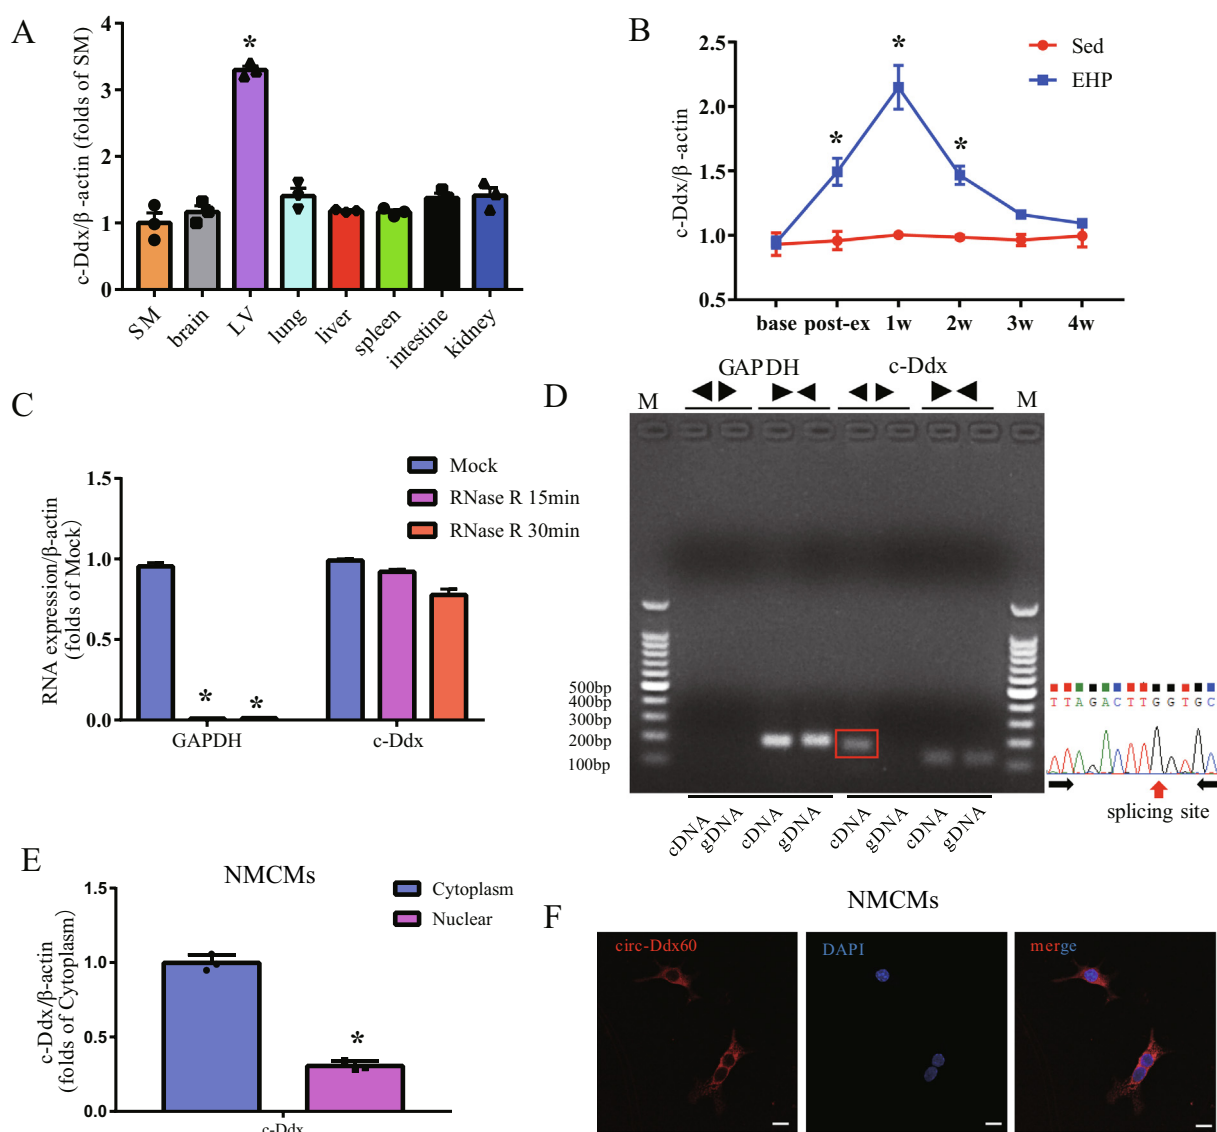 A
c-Ddx/β -actin (folds of SM)
4
3
2
1
0
*
SM
brain
LV
lung
liver
spleen
intestine
kidney
B
c-Ddx/β -actin
2.5
2.0
1.5
1.0
0.5
*
*
*
Sed
EHP
base post-ex 1w 2w 3w 4w
C
RNA expression/β-actin
(folds of Mock)
1.5
1.0
0.5
0.0
Mock
RNase R 15min
RNase R 30min
* *
GAPDH c-Ddx
D
GAPDH c-Ddx
M M
500bp
400bp
300bp
200bp
100bp
cDNA
gDNA
cDNA
gDNA
cDNA
gDNA
cDNA
gDNA
TTAGACTTGGTGC
splicing site
E
NMCMs
c-Ddx/β-actin
(folds of Cytoplasm)
1.5
1.0
0.5
0.0
Cytoplasm
Nuclear
*
c-Ddx
F
NMCMs
circ-Ddx60
DAPI
merge